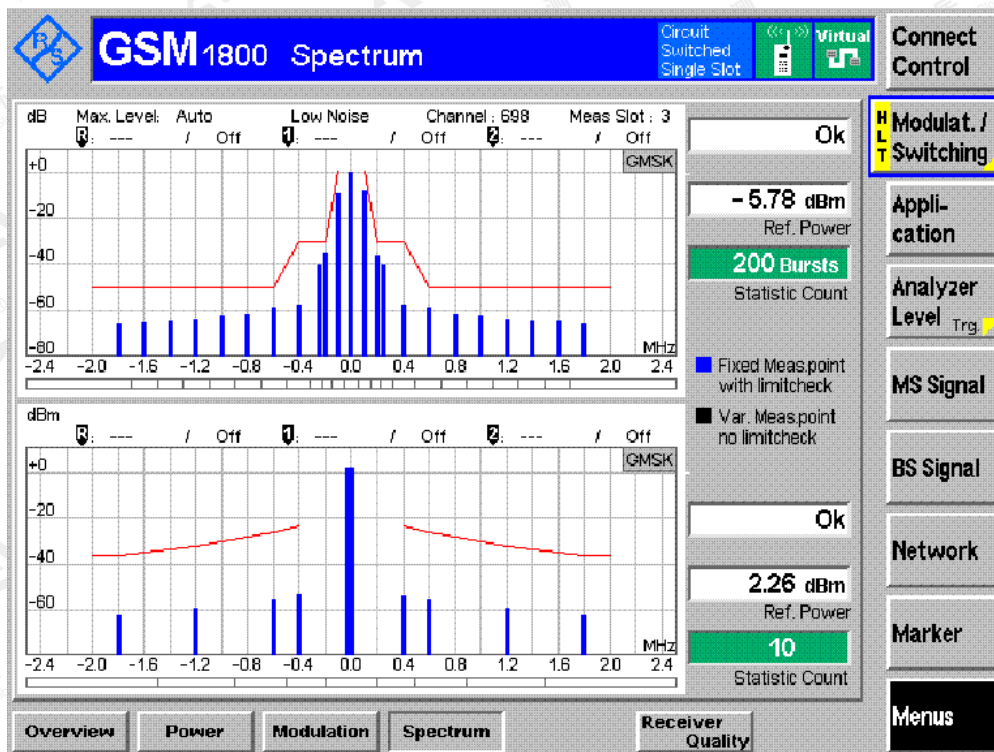 R S
GSM 1800 Spectrum
Circuit
Switched
Single Slot
Virtual
Connect
Control
dB Max. Level: Auto Low Noise Channel : 698 Meas Slot : 3
R : --- / Off 1 : --- / Off 2 : --- / Off
GMSK
+0
-20
-40
-60
-80
MHz
-2.4 -2.0 -1.6 -1.2 -0.8 -0.4 0.0 0.4 0.8 1.2 1.6 2.0 2.4
Ok
- 5.78 dBm
Ref. Power
200 Bursts
Statistic Count
Fixed Meas.point
with limitcheck
Var. Meas.point
no limitcheck
dBm
R : --- / Off 1 : --- / Off 2 : --- / Off
GMSK
+0
-20
-40
-60
MHz
-2.4 -2.0 -1.6 -1.2 -0.8 -0.4 0.0 0.4 0.8 1.2 1.6 2.0 2.4
Ok
2.26 dBm
Ref. Power
10
Statistic Count
H
L
T
Modulat. /
Switching
Appli-
cation
Analyzer
Level Trg.
MS Signal
BS Signal
Network
Marker
Menus
Overview Power Modulation Spectrum Receiver
Quality